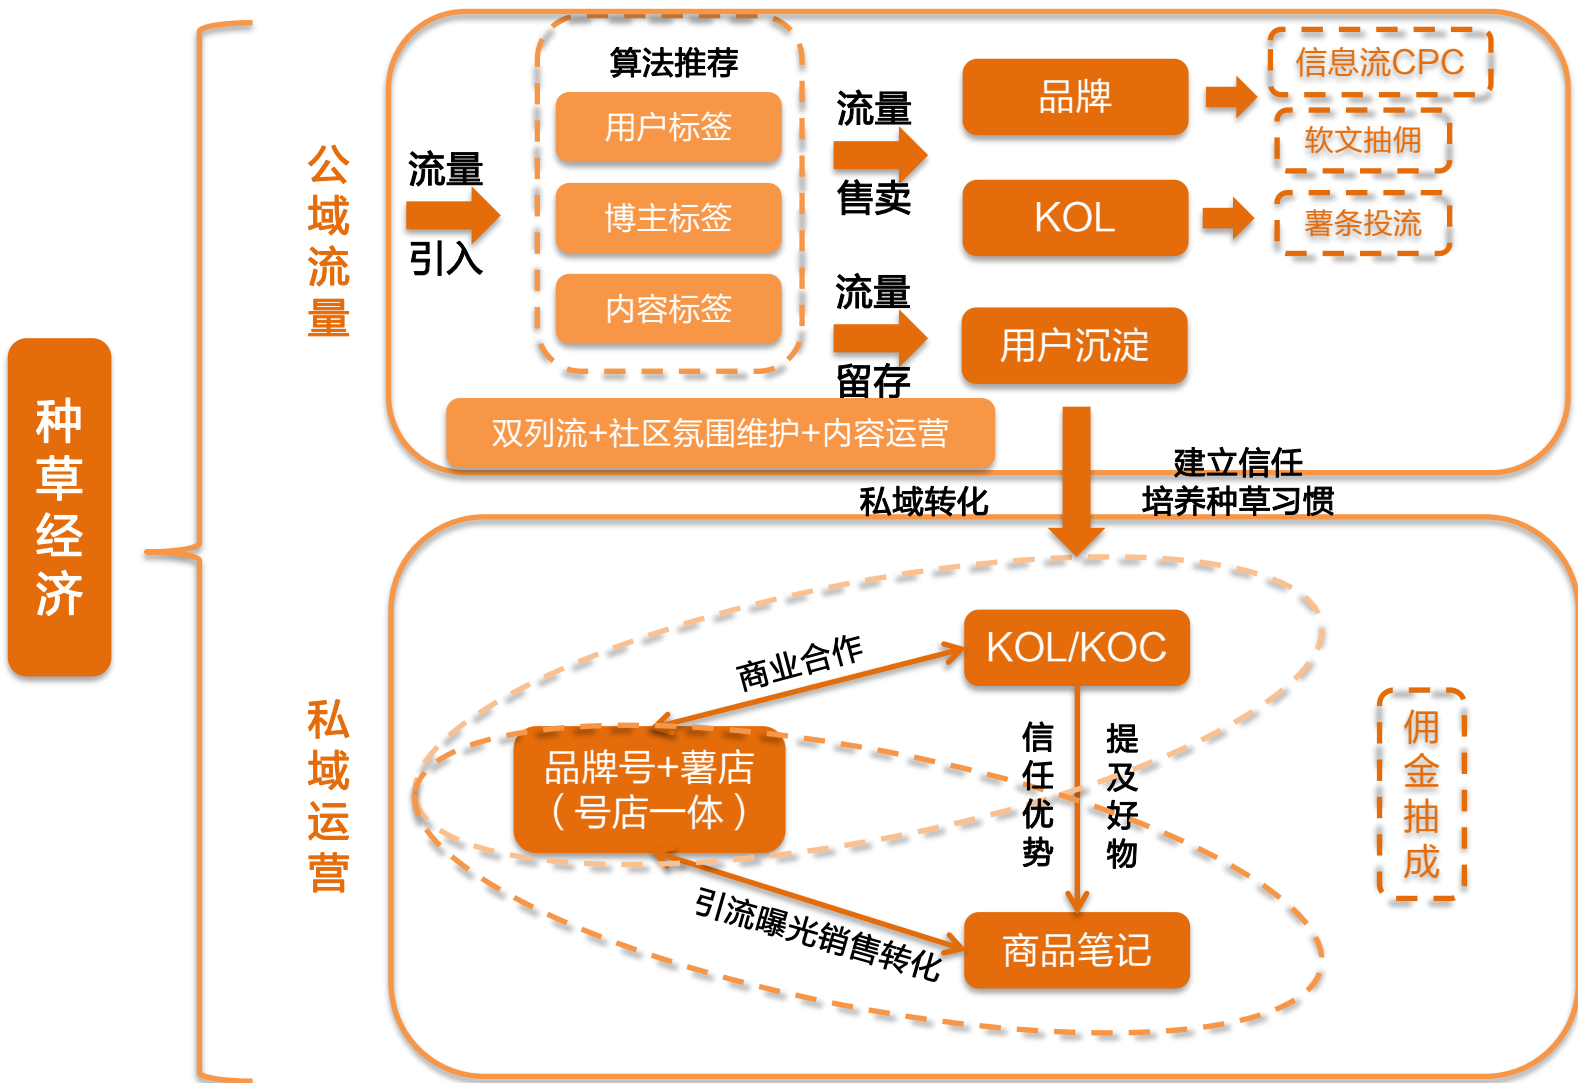 种草经济
公域流量
流量
引入
算法推荐
用户标签
博主标签
内容标签
流量
售卖
流量
留存
品牌
KOL
用户沉淀
信息流CPC
软文抽佣
薯条投流
双列流+社区氛围维护+内容运营
私域转化
建立信任
培养种草习惯
私域运营
商业合作
KOL/KOC
品牌号+薯店
（号店一体）
信任优势
提及好物
引流曝光销售转化
商品笔记
佣金抽成